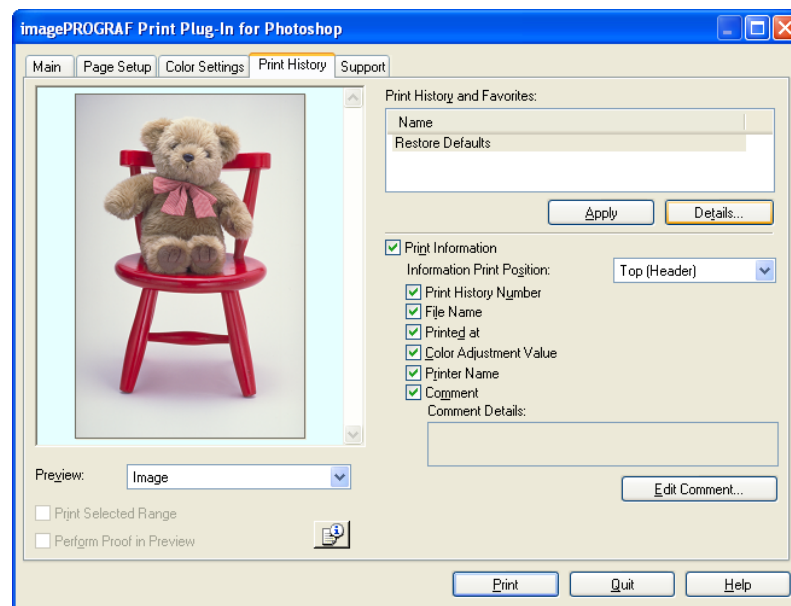 imagePROGRAF Print Plug-In for Photoshop
Main Page Setup Color Settings Print History Support
Print History and Favorites:
Name
Restore Defaults
Apply Details...
Print Information
Information Print Position: Top (Header)
Print History Number
File Name
Printed at
Color Adjustment Value
Printer Name
Comment
Comment Details:
Edit Comment...
Preview: Image
Print Selected Range
Perform Proof in Preview
Print Quit Help